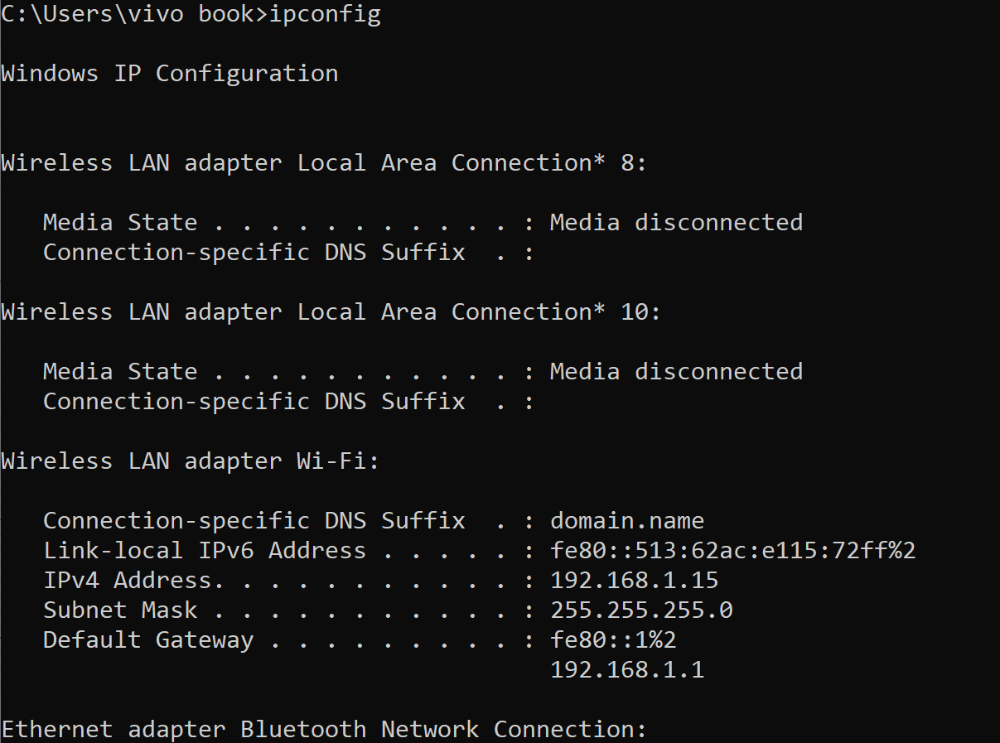 C:\Users\vivo book>ipconfig
Windows IP Configuration
Wireless LAN adapter Local Area Connection* 8:
   Media State . . . . . . . . . . . : Media disconnected
   Connection-specific DNS Suffix  . :
Wireless LAN adapter Local Area Connection* 10:
   Media State . . . . . . . . . . . : Media disconnected
   Connection-specific DNS Suffix  . :
Wireless LAN adapter Wi-Fi:
   Connection-specific DNS Suffix  . : domain.name
   Link-local IPv6 Address . . . . . : fe80::513:62ac:e115:72ff%2
   IPv4 Address. . . . . . . . . . . : 192.168.1.15
   Subnet Mask . . . . . . . . . . . : 255.255.255.0
   Default Gateway . . . . . . . . . : fe80::1%2
                                       192.168.1.1
Ethernet adapter Bluetooth Network Connection: